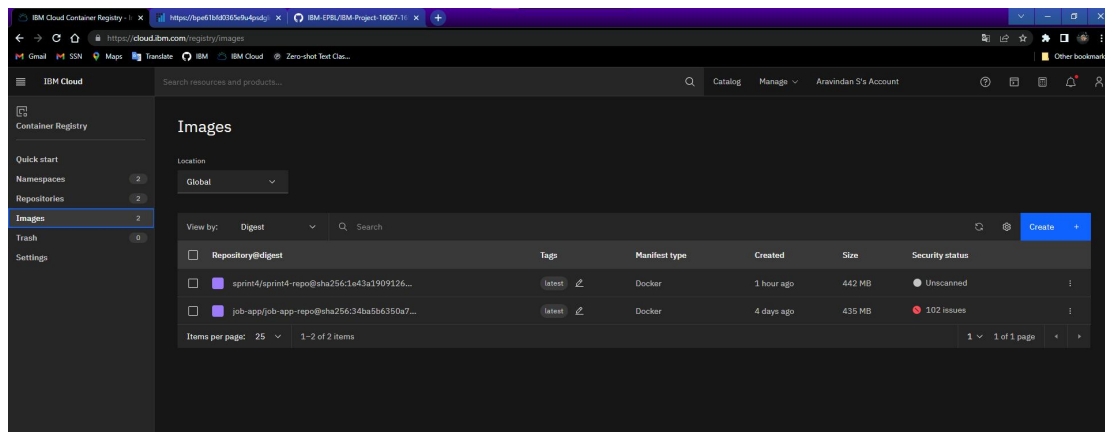 IBM Cloud Container Registry - I
https://bpe61bfd0365e9u4psdg
IBM-EPBL/IBM-Project-16067-16
https://cloud.ibm.com/registry/images
Gmail
SSN
Maps
Translate
IBM
IBM Cloud
Zero-shot Text Clas...
Other bookmark
IBM Cloud
Search resources and products...
Catalog
Manage
Aravindan S's Account
Container Registry
Quick start
Namespaces 2
Repositories 2
Images 2
Trash 0
Settings
Images
Location
Global
View by: Digest
Search
Create +
Repository@digest Tags Manifest type Created Size Security status
sprint4/sprint4-repo@sha256:1e43a1909126... latest Docker 1 hour ago 442 MB Unscanned
job-app/job-app-repo@sha256:34ba5b6350a7... latest Docker 4 days ago 435 MB 102 issues
Items per page: 25 1–2 of 2 items 1 1 of 1 page